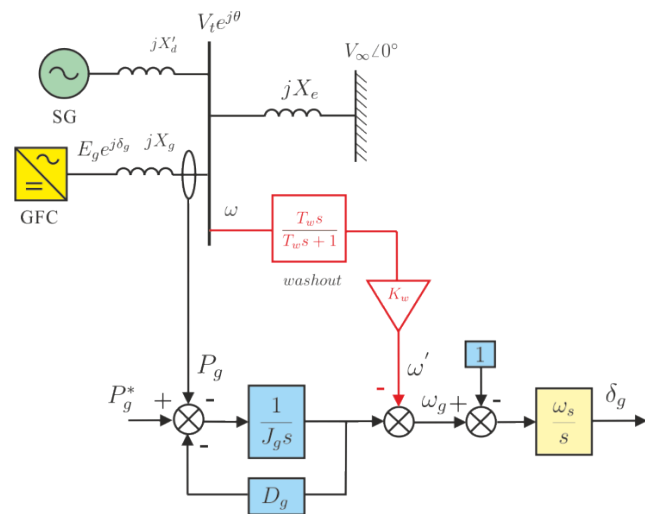 V_t e^{jθ}
jX'_d
V_∞∠0°
SG
jX_e
E_g e^{jδ_g}
jX_g
GFC
ω
T_w s
T_w s + 1
washout
K_w
P_g
ω'
1
P_g^*
+
-
-
1
J_g s
-
ω_g
+
-
ω_s
s
δ_g
D_g